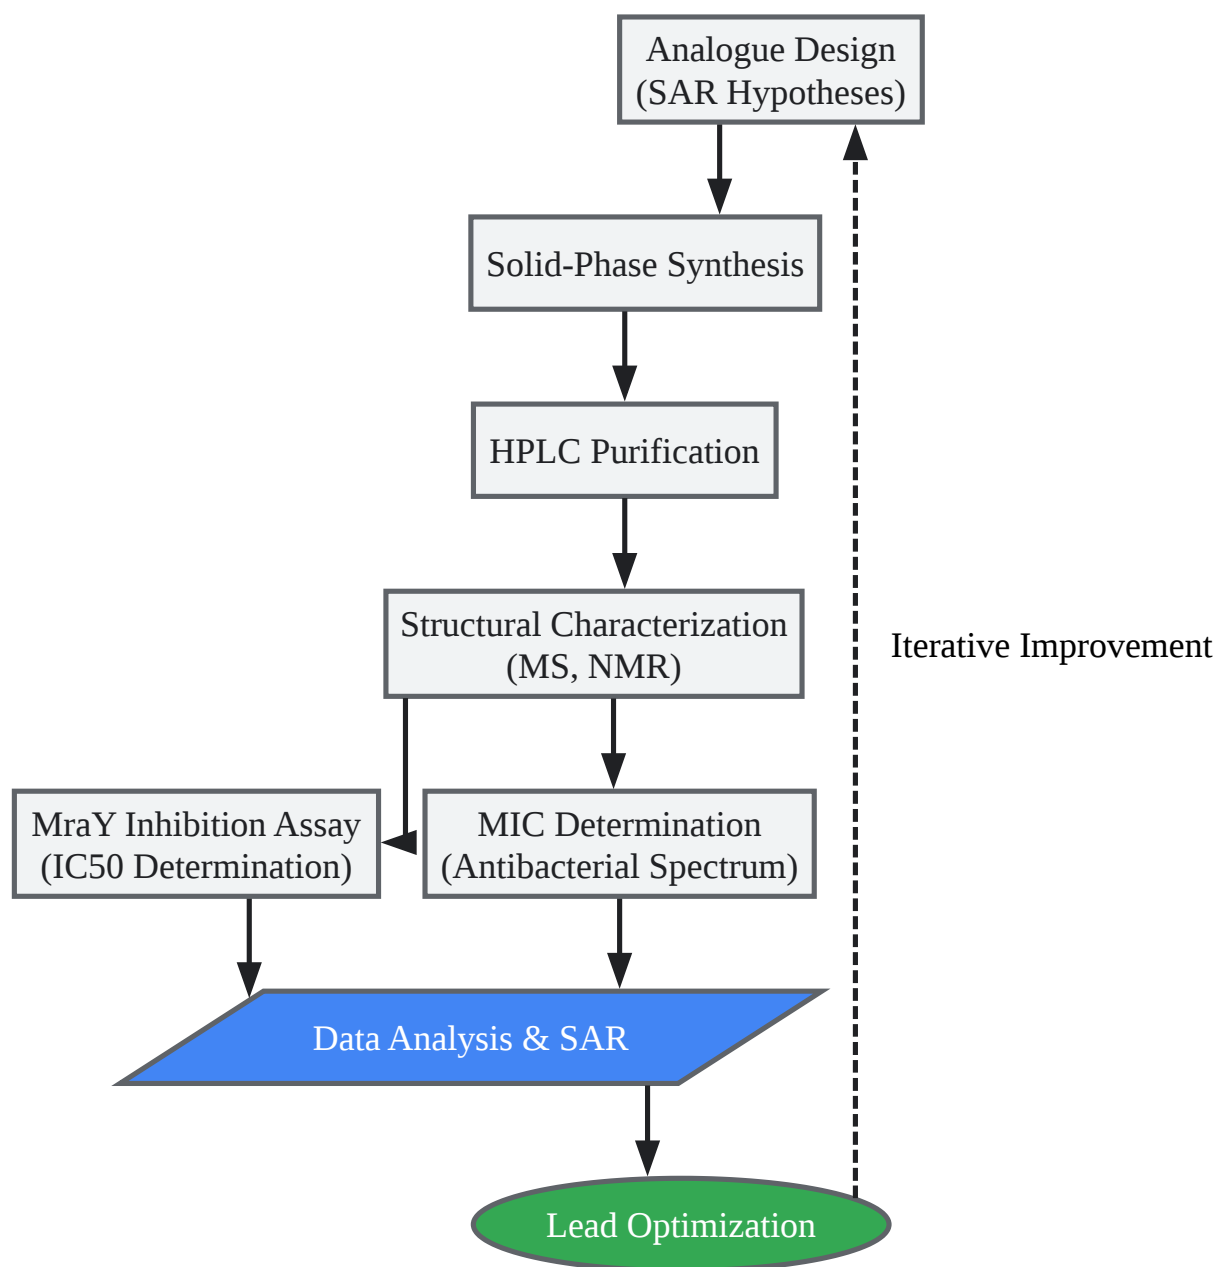 Analogue Design
(SAR Hypotheses)
Solid-Phase Synthesis
HPLC Purification
Structural Characterization
(MS, NMR)
Iterative Improvement
MraY Inhibition Assay
(IC50 Determination)
MIC Determination
(Antibacterial Spectrum)
Data Analysis & SAR
Lead Optimization